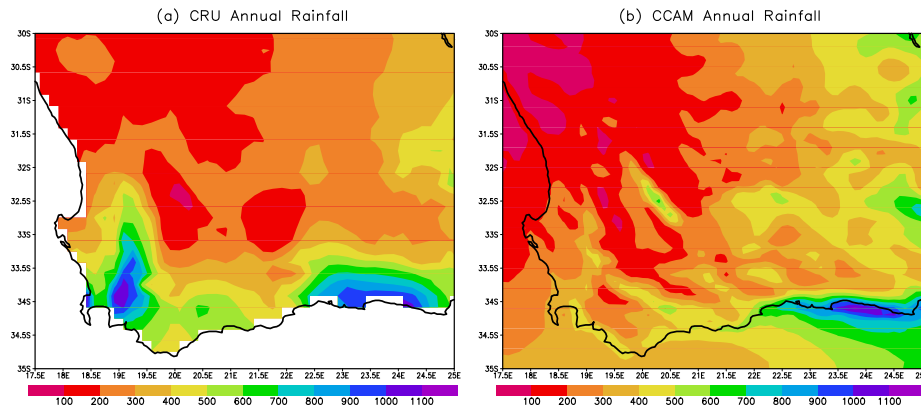 (a) CRU Annual Rainfall
30S
30.5S
31S
31.5S
32S
32.5S
33S
33.5S
34S
34.5S
35S
17.5E 18E 18.5E 19E 19.5E 20E 20.5E 21E 21.5E 22E 22.5E 23E 23.5E 24E 24.5E 25E
100 200 300 400 500 600 700 800 900 1000 1100
(b) CCAM Annual Rainfall
30S
30.5S
31S
31.5S
32S
32.5S
33S
33.5S
34S
34.5S
35S
17.5E 18E 18.5E 19E 19.5E 20E 20.5E 21E 21.5E 22E 22.5E 23E 23.5E 24E 24.5E 25E
100 200 300 400 500 600 700 800 900 1000 1100